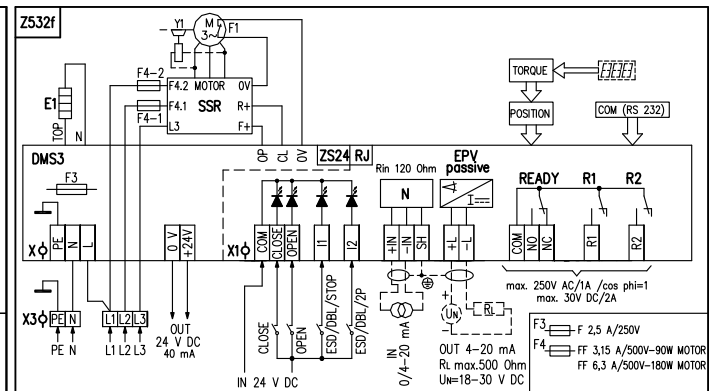 Z532f
Y1
M
3~
F1
F4-2
F4.2 MOTOR 0V
F4.1 SSR R+
L3 F+
F4-1
E1
TOP
N
OP
CL
0V
TORQUE
POSITION
COM (RS 232)
DMS3
ZS24 RJ
Rin 120 Ohm
EPV
passive
F3
N
READY R1 R2
X
PE
N
L
0 V
+24V
X1
COM
CLOSE
OPEN
I1
I2
+IN
-IN
SH
+L
-L
COM
NO
NC
R1
R2
max. 250V AC/1A /cos phi=1
max. 30V DC/2A
X3
PE N
L1 L2 L3
PE N
L1 L2 L3
OUT
24 V DC
40 mA
CLOSE
OPEN
ESD/DBL/STOP
ESD/DBL/2P
IN 24 V DC
IN
0/4-20 mA
+
UN
-
RL
OUT 4-20 mA
RL max.500 Ohm
UN=18-30 V DC
F3 F 2,5 A/250V
F4 FF 3,15 A/500V-90W MOTOR
FF 6,3 A/500V-180W MOTOR